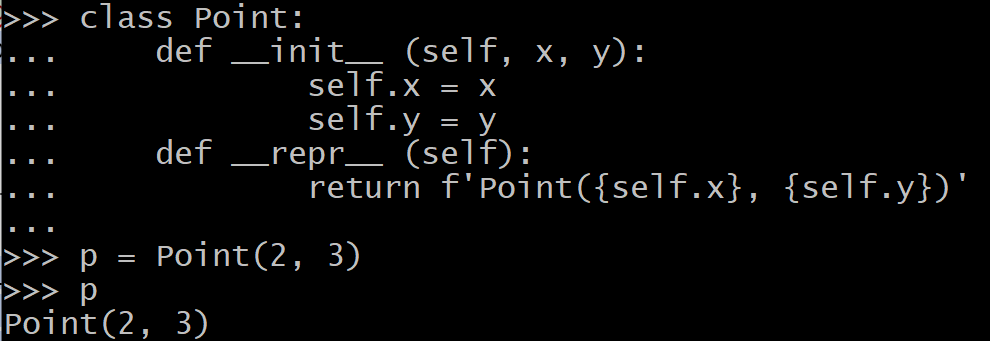 >>> class Point:
...     def __init__ (self, x, y):
...             self.x = x
...             self.y = y
...     def __repr__ (self):
...             return f'Point({self.x}, {self.y})'
...
>>> p = Point(2, 3)
>>> p
Point(2, 3)